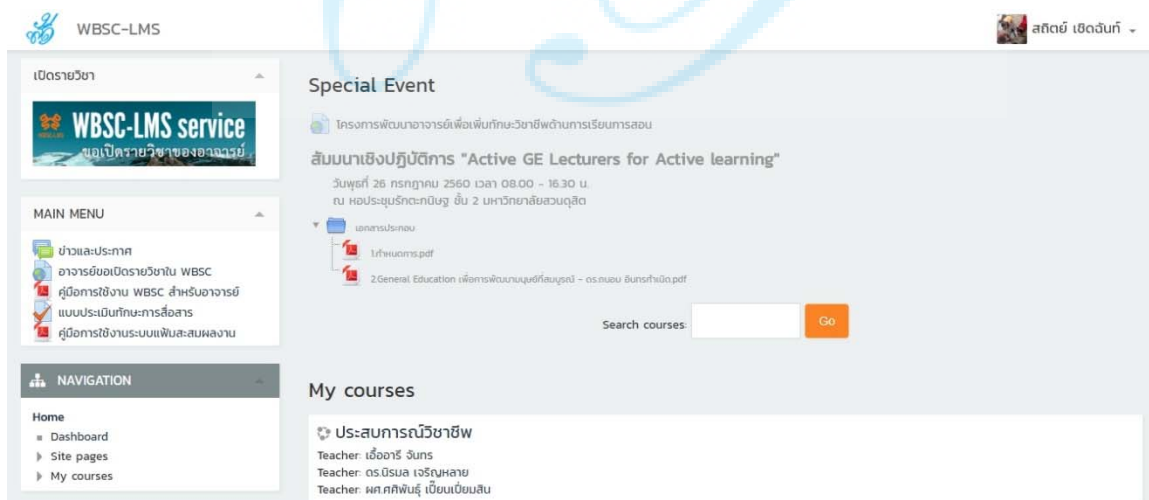 WBSC-LMS
สถิตย์ เชิดฉันท์
เปิดรายวิชา
WBSC-LMS service
ขอเปิดรายวิชาของอาจารย์
MAIN MENU
ข่าวและประกาศ
อาจารย์ขอเปิดรายวิชาใน WBSC
คู่มือการใช้งาน WBSC สำหรับอาจารย์
แบบประเมินทักษะการสื่อสาร
คู่มือการใช้งานระบบแฟ้มสะสมผลงาน
NAVIGATION
Home
Dashboard
Site pages
My courses
Special Event
โครงการพัฒนาอาจารย์เพื่อเพิ่มทักษะวิชาชีพด้านการเรียนการสอน
สัมมนาเชิงปฏิบัติการ "Active GE Lecturers for Active learning"
วันพุธที่ 26 กรกฎาคม 2560 เวลา 08.00 - 16.30 น.
ณ หอประชุมรักตะกนิษฐ ชั้น 2 มหาวิทยาลัยสวนดุสิต
เอกสารประกอบ
1.กำหนดการ.pdf
2.General Education เพื่อการพัฒนามนุษย์ที่สมบูรณ์ - ดร.ถนอม อินทรกำเนิด.pdf
Search courses:
Go
My courses
ประสบการณ์วิชาชีพ
Teacher: เอื้ออารี จันทร
Teacher: ดร.นิรมล เจริญหลาย
Teacher: ผศ.ศศิพันธุ์ เปี๊ยนเปี่ยมสิน